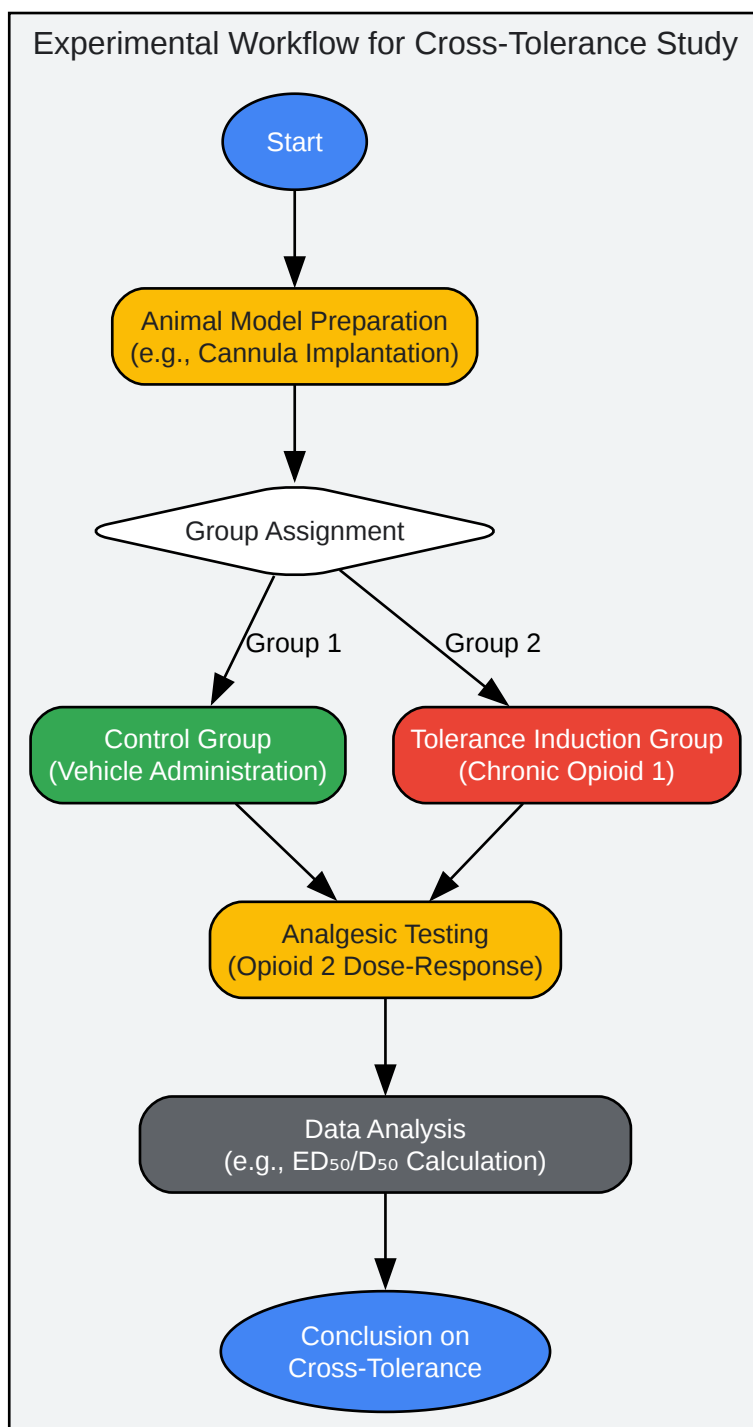 Experimental Workflow for Cross-Tolerance Study
Start
Animal Model Preparation
(e.g., Cannula Implantation)
Group Assignment
Group 1
Group 2
Control Group
(Vehicle Administration)
Tolerance Induction Group
(Chronic Opioid 1)
Analgesic Testing
(Opioid 2 Dose-Response)
Data Analysis
(e.g., ED₅₀/D₅₀ Calculation)
Conclusion on
Cross-Tolerance